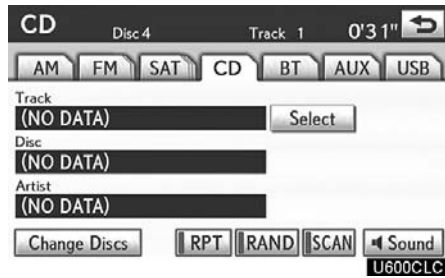 CD Disc 4 Track 1 0'31"
AM FM SAT CD BT AUX USB
Track
(NO DATA) Select
Disc
(NO DATA)
Artist
(NO DATA)
Change Discs RPT RAND SCAN Sound
U600CLC